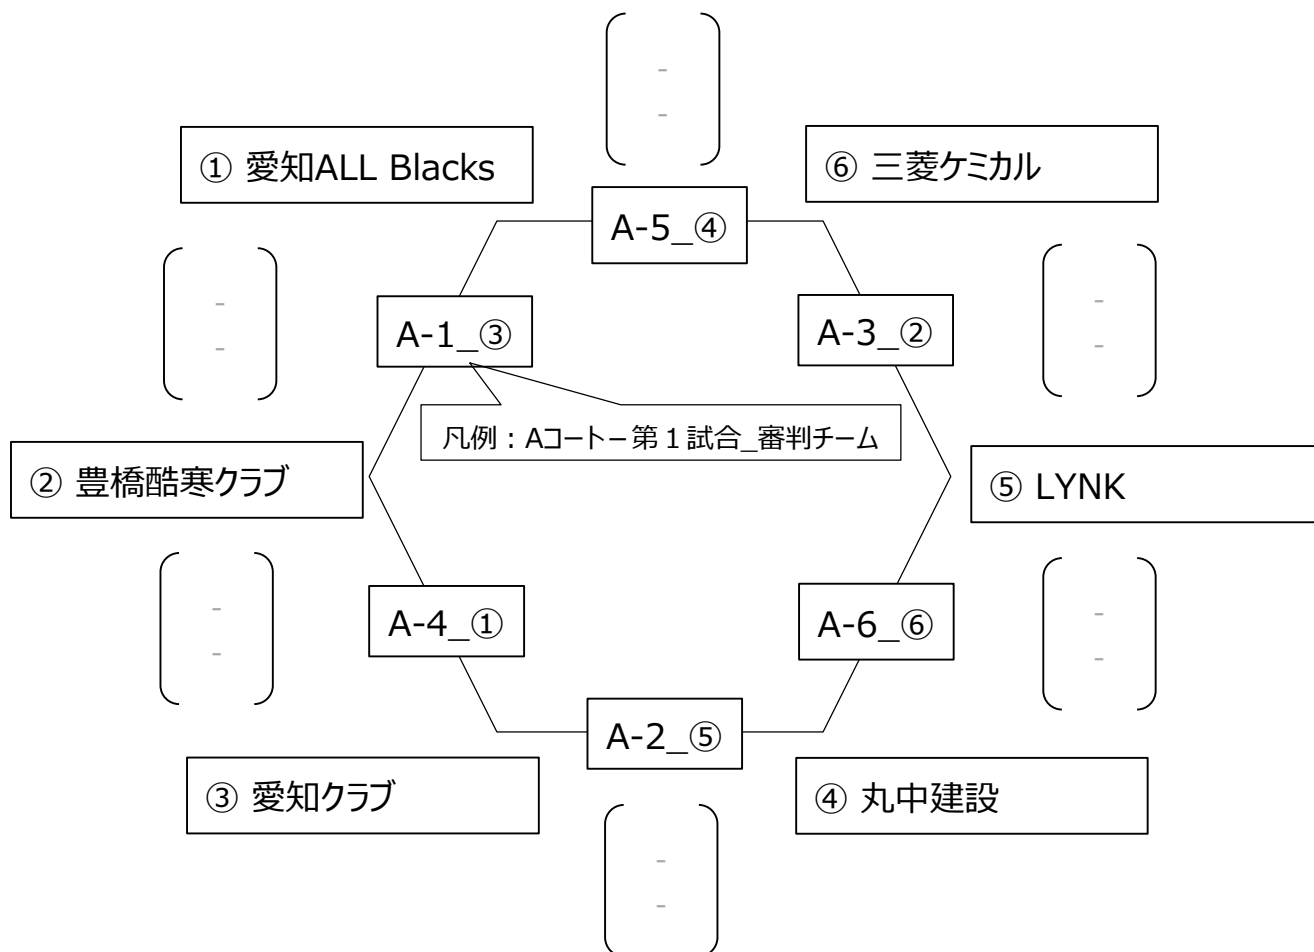 -
-
① 愛知ALL Blacks
⑥ 三菱ケミカル
A-5_④
-
-
A-1_③
A-3_②
-
-
凡例：Aコート－第１試合_審判チーム
② 豊橋酷寒クラブ
⑤ LYNK
-
-
A-4_①
A-6_⑥
-
-
A-2_⑤
③ 愛知クラブ
④ 丸中建設
-
-